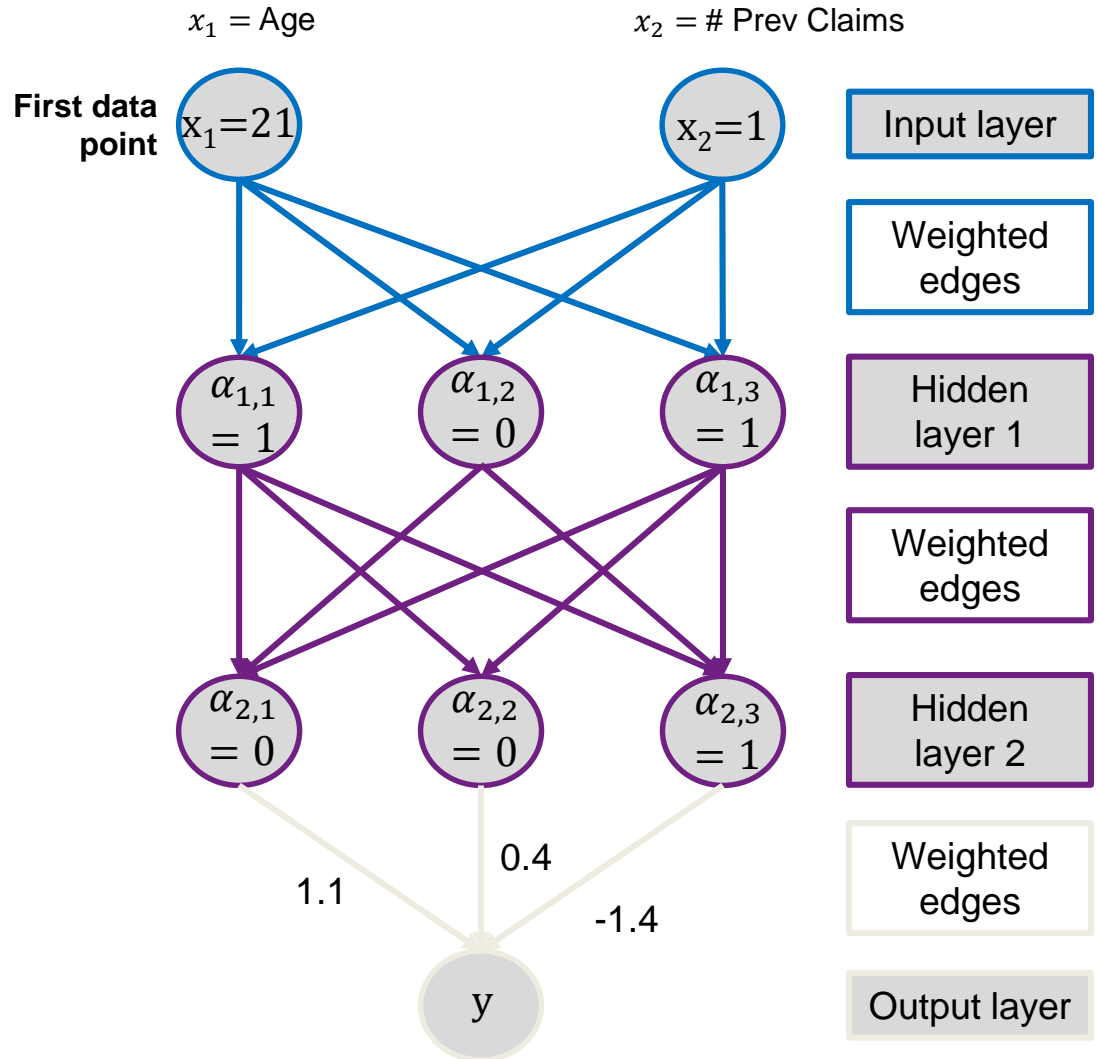 x₁ = Age
x₂ = # Prev Claims
First data
point
x₁=21
x₂=1
Input layer
Weighted
edges
α₁,₁
= 1
α₁,₂
= 0
α₁,₃
= 1
Hidden
layer 1
Weighted
edges
α₂,₁
= 0
α₂,₂
= 0
α₂,₃
= 1
Hidden
layer 2
1.1
0.4
-1.4
Weighted
edges
y
Output layer